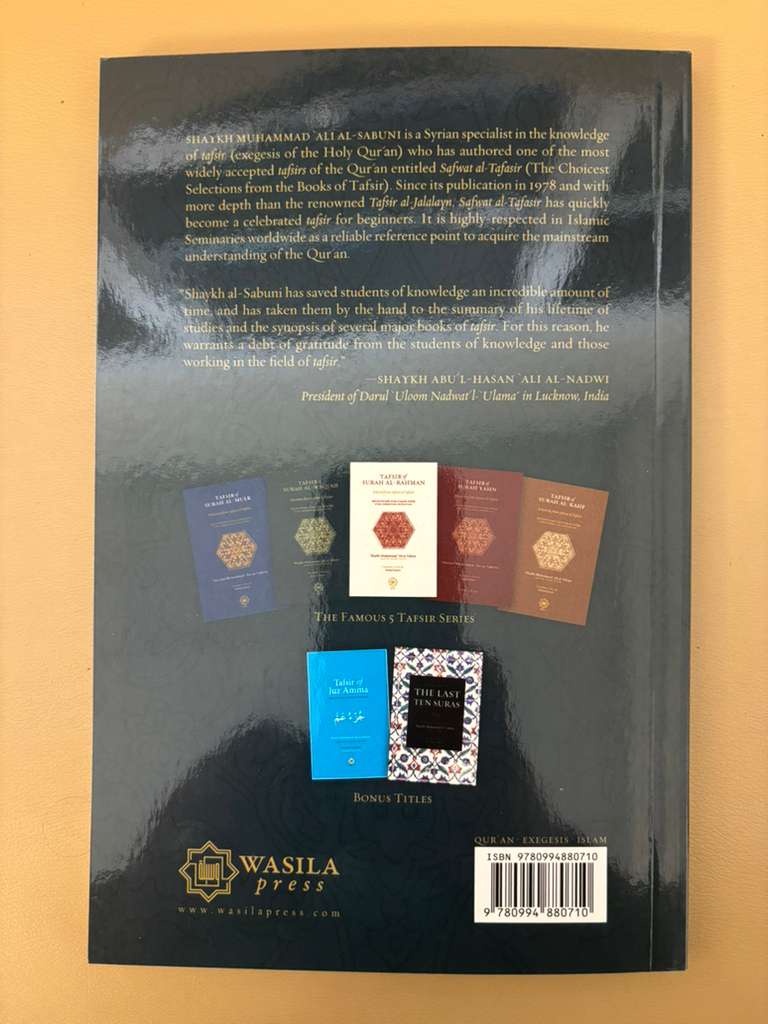 SHAYKH MUHAMMAD `ALI AL-SABUNI is a Syrian specialist in the knowledge
of tafsir (exegesis of the Holy Qur'an) who has authored one of the most
widely accepted tafsirs of the Qur'an entitled Safwat al-Tafasir (The Choicest
Selections from the Books of Tafsir). Since its publication in 1978 and with
more depth than the renowned Tafsir al-Jalalayn, Safwat al-Tafasir has quickly
become a celebrated tafsir for beginners. It is highly-respected in Islamic
Seminaries worldwide as a reliable reference point to acquire the mainstream
understanding of the Qur'an.
"Shaykh al-Sabuni has saved students of knowledge an incredible amount of
time, and has taken them by the hand to the summary of his lifetime of
studies and the synopsis of several major books of tafsir. For this reason, he
warrants a debt of gratitude from the students of knowledge and those
working in the field of tafsir."
—SHAYKH ABU'L-HASAN `ALI AL-NADWI
President of Darul `Uloom Nadwat'l-`Ulama' in Lucknow, India
TAFSIR of
SURAH AL-MULK
TAFSIR of
TAFSIR of
SURAH AL-RAHMAN
TAFSIR of
SURAH YASIN
TAFSIR of
SURAH AL-KAHF
THE FAMOUS 5 TAFSIR SERIES
Tafsir of
Juz Amma
جُزْءُ عَمَّ
THE LAST
TEN SURAS
BONUS TITLES
WASILA
press
www.wasilapress.com
QUR'AN · EXEGESIS · ISLAM
ISBN 9780994880710
9 780994 880710